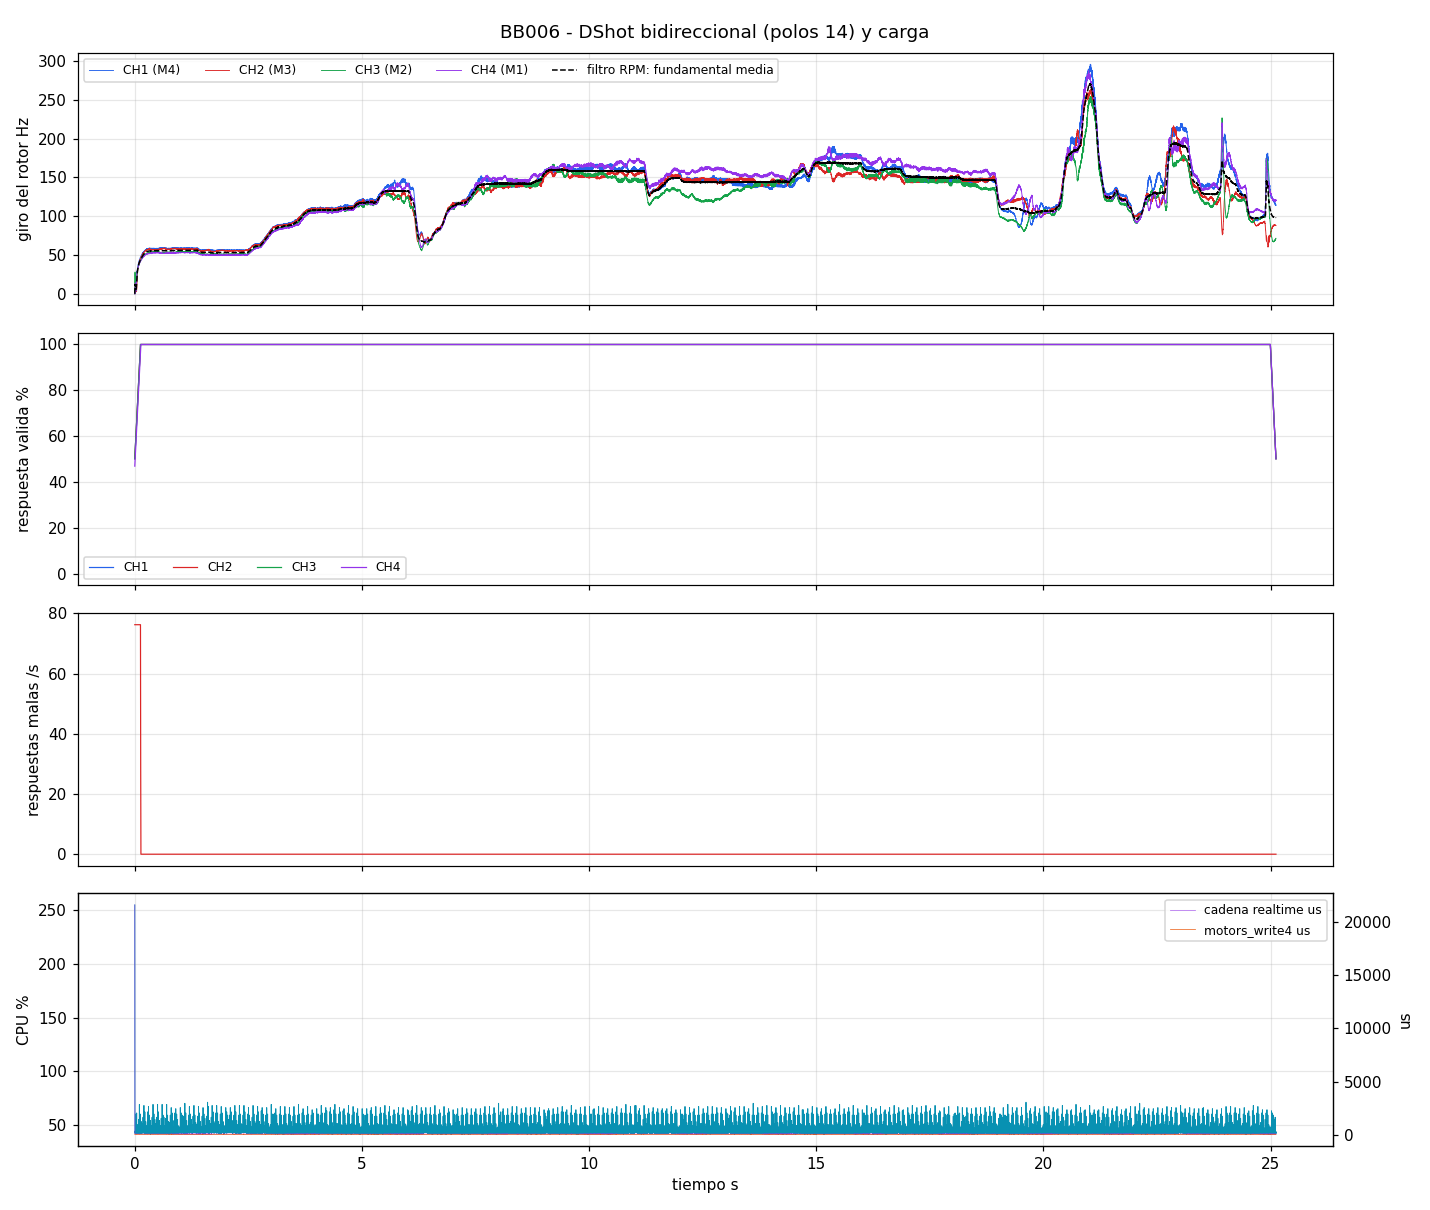 BB006 - DShot bidireccional (polos 14) y carga
300
250
200
150
100
50
0
giro del rotor Hz
CH1 (M4) CH2 (M3) CH3 (M2) CH4 (M1) filtro RPM: fundamental media
100
80
60
40
20
0
respuesta valida %
CH1 CH2 CH3 CH4
80
60
40
20
0
respuestas malas /s
250
200
150
100
50
CPU %
cadena realtime us
motors_write4 us
20000
15000
10000
5000
0
us
0 5 10 15 20 25
tiempo s